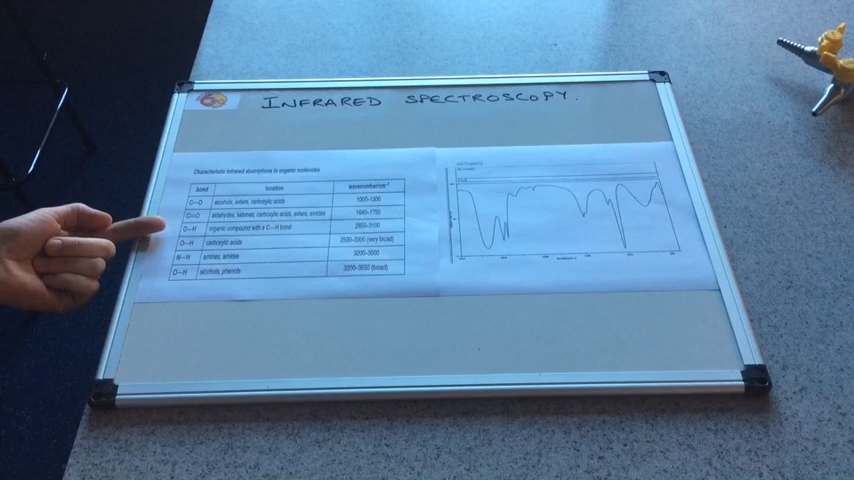 INFRARED SPECTROSCOPY.
Characteristic infrared absorptions in organic molecules
bond location wavenumber/cm⁻¹
C—O alcohols, esters, carboxylic acids 1000–1300
C=O aldehydes, ketones, carboxylic acids, esters, amides 1640–1750
C—H organic compound with a C—H bond 2850–3100
O—H carboxylic acids 2500–3300 (very broad)
N—H amines, amides 3200–3500
O—H alcohols, phenols 3200–3550 (broad)